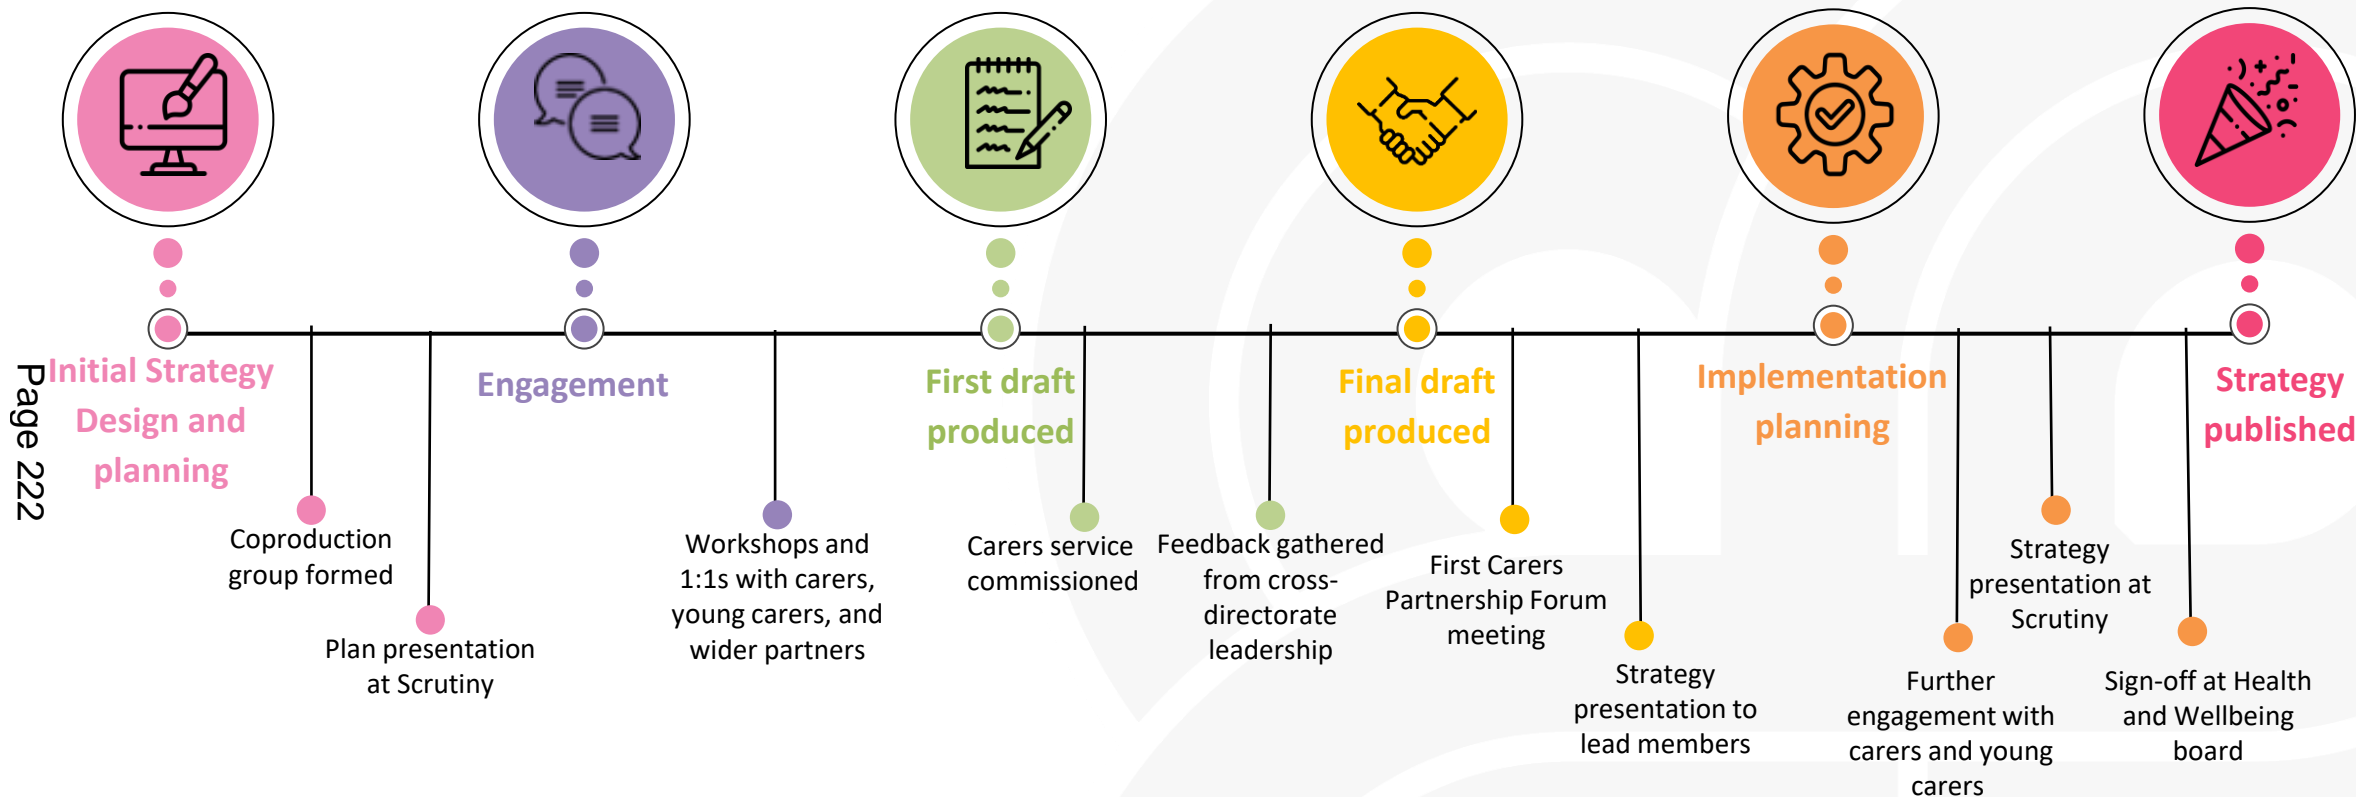 Page 222
Initial Strategy
Design and
planning
Engagement
First draft
produced
Final draft
produced
Implementation
planning
Strategy
published
Coproduction
group formed
Plan presentation
at Scrutiny
Workshops and
1:1s with carers,
young carers, and
wider partners
Carers service
commissioned
Feedback gathered
from cross-
directorate
leadership
First Carers
Partnership Forum
meeting
Strategy
presentation to
lead members
Further
engagement with
carers and young
carers
Strategy
presentation at
Scrutiny
Sign-off at Health
and Wellbeing
board